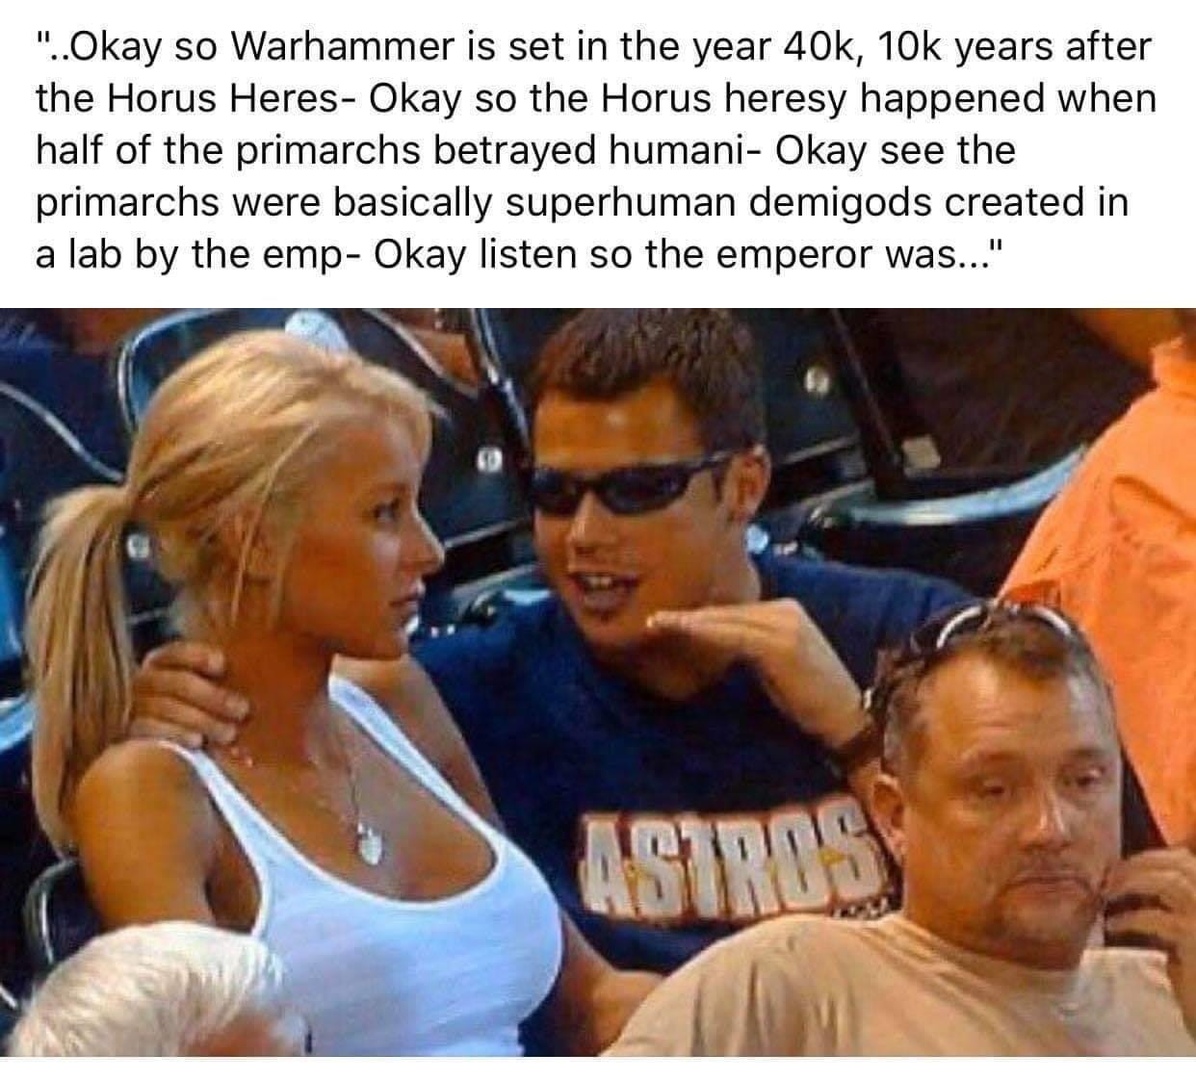 "..Okay so Warhammer is set in the year 40k, 10k years after
the Horus Heres- Okay so the Horus heresy happened when
half of the primarchs betrayed humani- Okay see the
primarchs were basically superhuman demigods created in
a lab by the emp- Okay listen so the emperor was..."
ASTROS